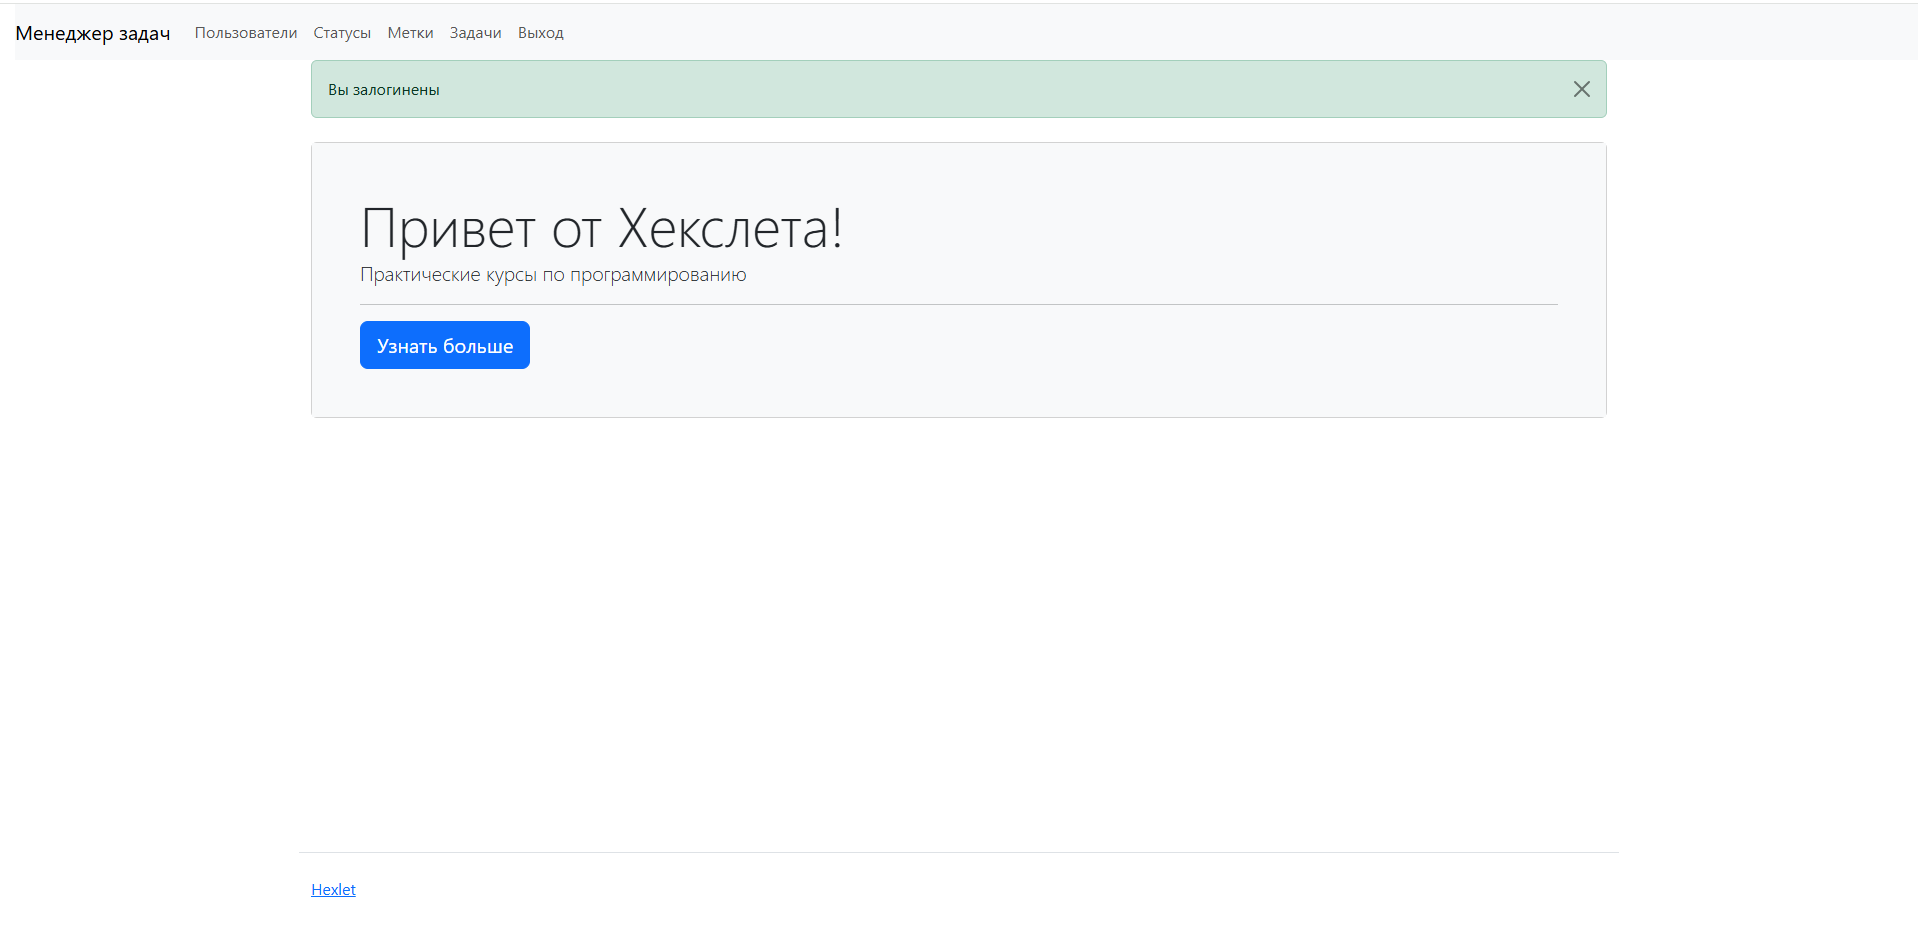 Менеджер задач Пользователи Статусы Метки Задачи Выход
Вы залогинены
Привет от Хекслета!
Практические курсы по программированию
Узнать больше
Hexlet